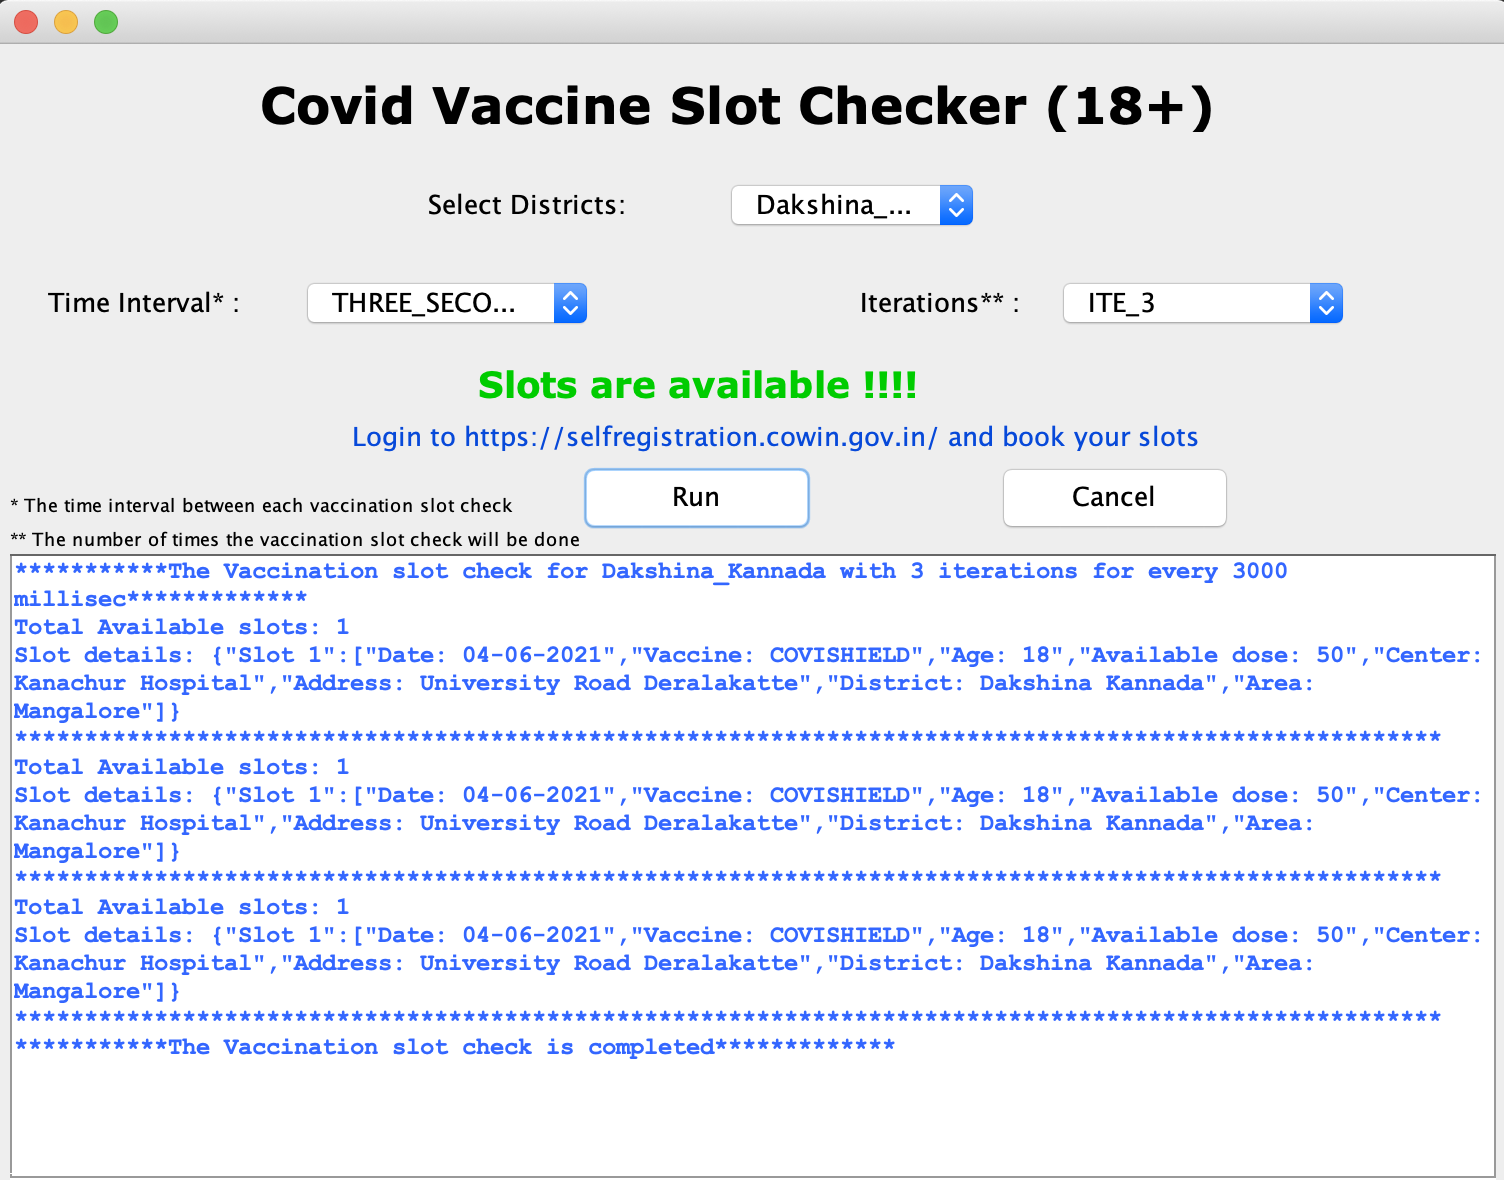 Covid Vaccine Slot Checker (18+)
Select Districts: Dakshina_...
Time Interval* : THREE_SECO... Iterations** : ITE_3
Slots are available !!!!
Login to https://selfregistration.cowin.gov.in/ and book your slots
Run Cancel
* The time interval between each vaccination slot check
** The number of times the vaccination slot check will be done
***********The Vaccination slot check for Dakshina_Kannada with 3 iterations for every 3000
millisec*************
Total Available slots: 1
Slot details: {"Slot 1":["Date: 04-06-2021","Vaccine: COVISHIELD","Age: 18","Available dose: 50","Center:
Kanachur Hospital","Address: University Road Deralakatte","District: Dakshina Kannada","Area:
Mangalore"]}
******************************************************************************************************
Total Available slots: 1
Slot details: {"Slot 1":["Date: 04-06-2021","Vaccine: COVISHIELD","Age: 18","Available dose: 50","Center:
Kanachur Hospital","Address: University Road Deralakatte","District: Dakshina Kannada","Area:
Mangalore"]}
******************************************************************************************************
Total Available slots: 1
Slot details: {"Slot 1":["Date: 04-06-2021","Vaccine: COVISHIELD","Age: 18","Available dose: 50","Center:
Kanachur Hospital","Address: University Road Deralakatte","District: Dakshina Kannada","Area:
Mangalore"]}
******************************************************************************************************
***********The Vaccination slot check is completed*************